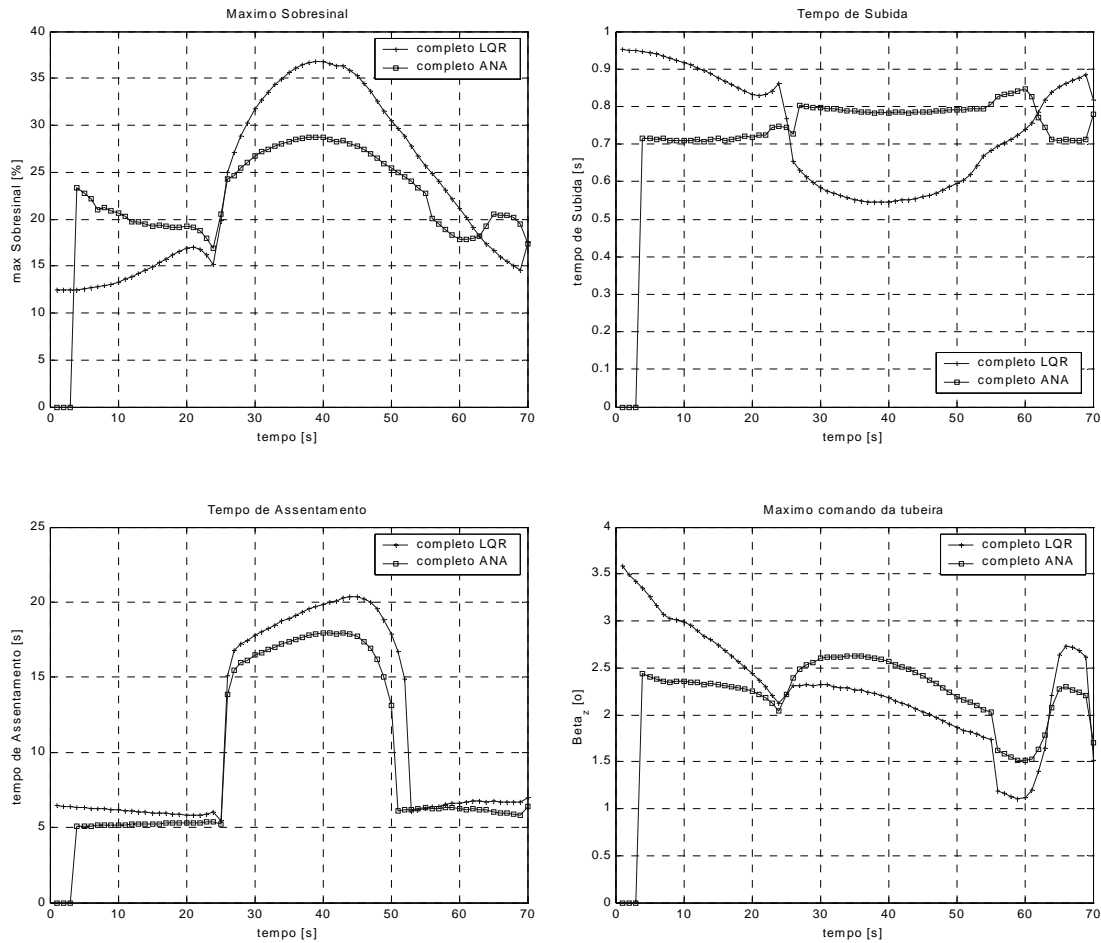 Maximo Sobresinal
40
35
30
25
20
15
10
5
0
max Sobresinal [%]
completo LQR
completo ANA
0 10 20 30 40 50 60 70
tempo [s]
Tempo de Subida
1
0.9
0.8
0.7
0.6
0.5
0.4
0.3
0.2
0.1
0
tempo de Subida [s]
completo LQR
completo ANA
0 10 20 30 40 50 60 70
tempo [s]
Tempo de Assentamento
25
20
15
10
5
0
tempo de Assentamento [s]
completo LQR
completo ANA
0 10 20 30 40 50 60 70
tempo [s]
Maximo comando da tubeira
4
3.5
3
2.5
2
1.5
1
0.5
0
Beta_z [o]
completo LQR
completo ANA
0 10 20 30 40 50 60 70
tempo [s]